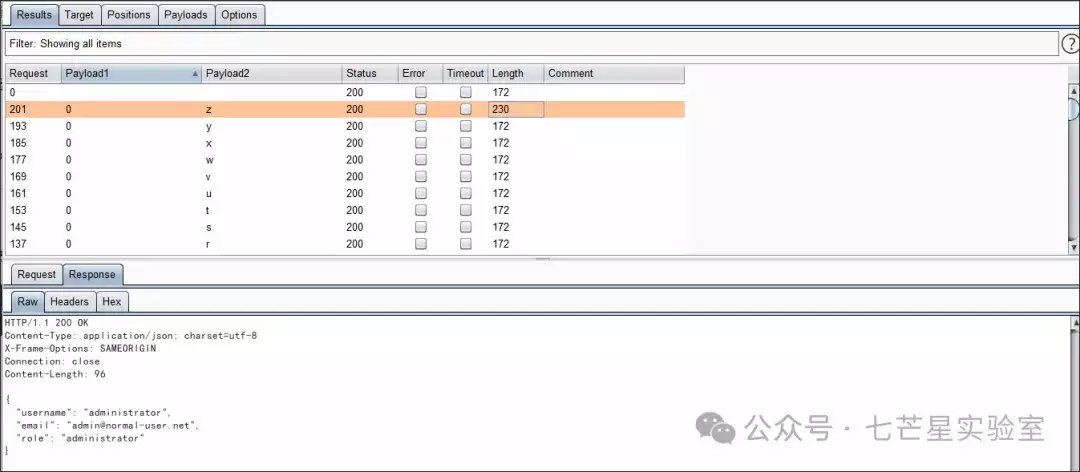 Results Target Positions Payloads Options
Filter: Showing all items ?
Request Payload1 Payload2 Status Error Timeout Length Comment
0 200 172
201 0 z 200 230
193 0 y 200 172
185 0 x 200 172
177 0 w 200 172
169 0 v 200 172
161 0 u 200 172
153 0 t 200 172
145 0 s 200 172
137 0 r 200 172
Request Response
Raw Headers Hex
HTTP/1.1 200 OK
Content-Type: application/json; charset=utf-8
X-Frame-Options: SAMEORIGIN
Connection: close
Content-Length: 96
{
"username": "administrator",
"email": "admin@normal-user.net",
"role": "administrator"
}
公众号 · 七芒星实验室